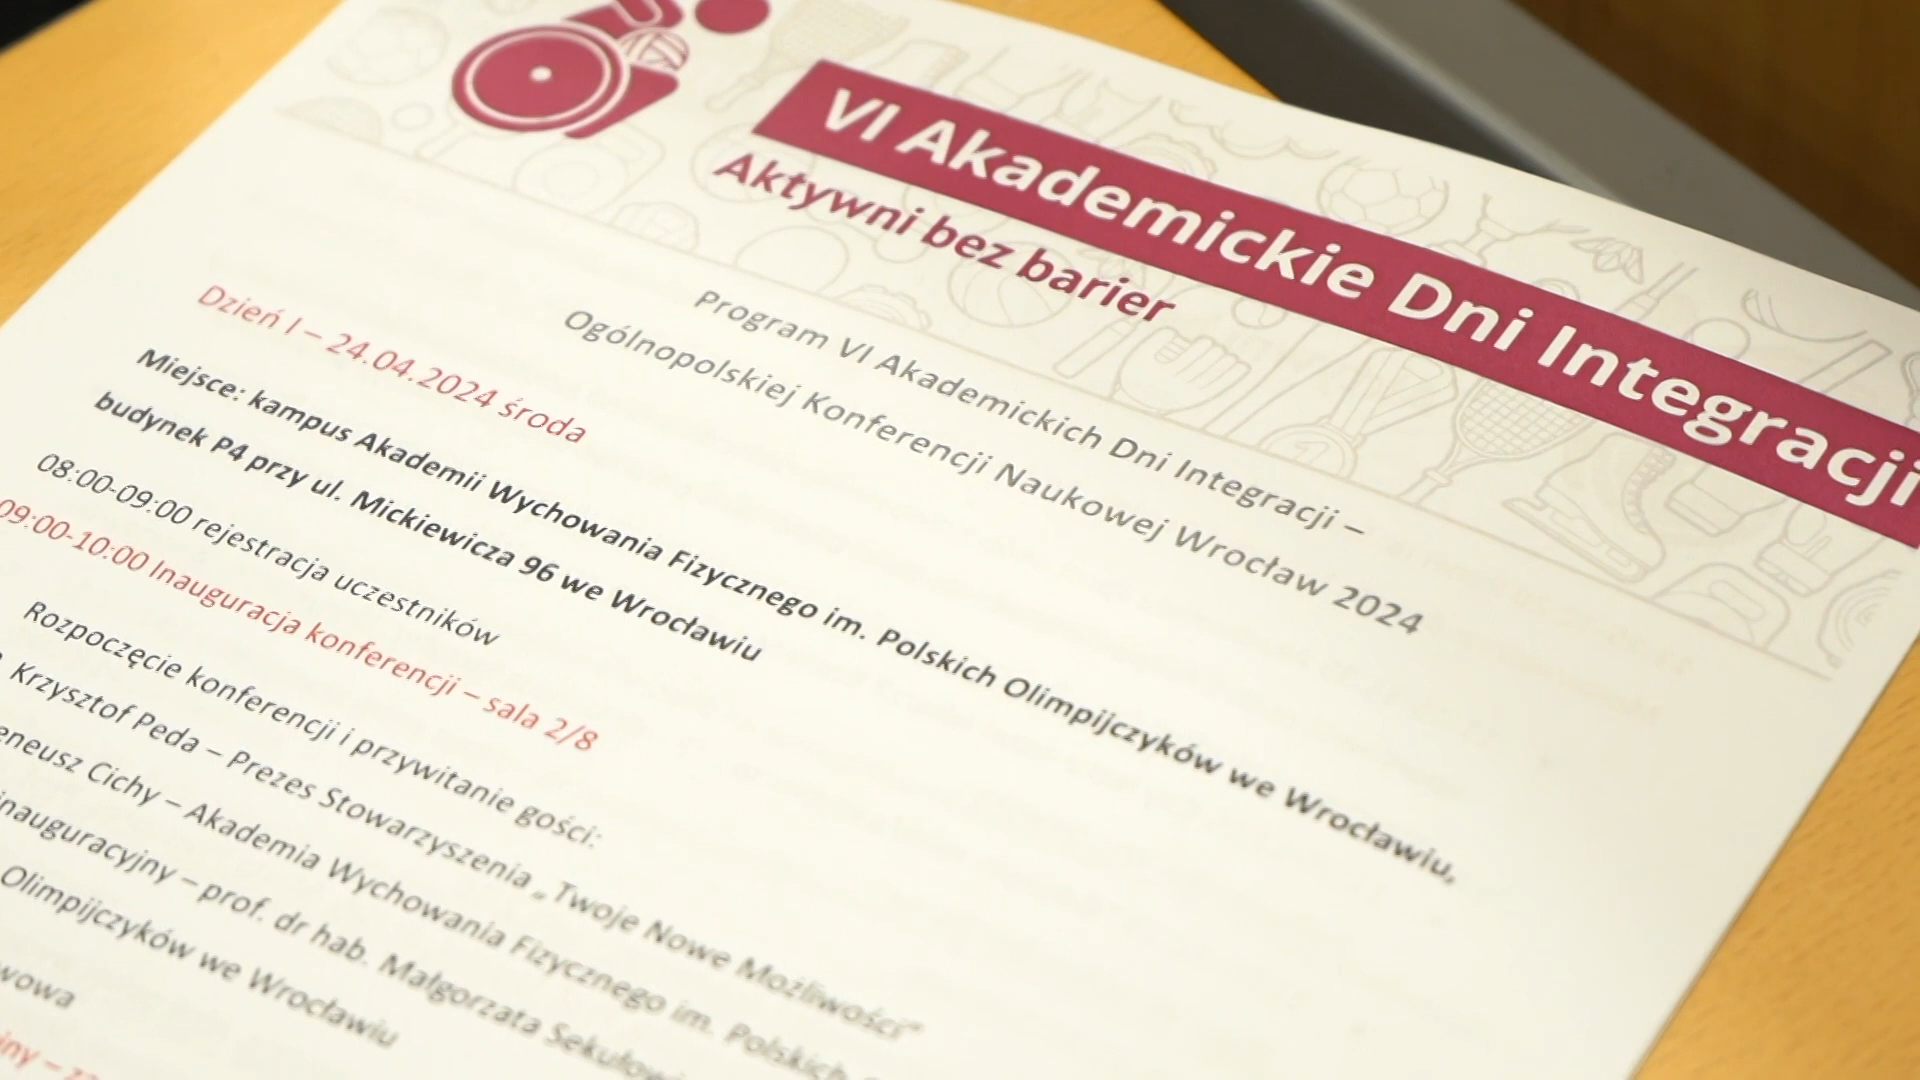 VI Akademickie Dni Integracji
Aktywni bez barier
Program VI Akademickich Dni Integracji –
Ogólnopolskiej Konferencji Naukowej Wrocław 2024
Dzień I – 24.04.2024 środa
Miejsce: kampus Akademii Wychowania Fizycznego im. Polskich Olimpijczyków we Wrocławiu,
budynek P4 przy ul. Mickiewicza 96 we Wrocławiu
08:00-09:00 rejestracja uczestników
09:00-10:00 Inauguracja konferencji – sala 2/8
Rozpoczęcie konferencji i przywitanie gości:
Krzysztof Peda – Prezes Stowarzyszenia „ Twoje Nowe Możliwości"
Cichy – Akademia Wychowania Fizycznego im. Polskich
inauguracyjny – prof. dr hab. Małgorzata
Olimpijczyków we Wrocławiu